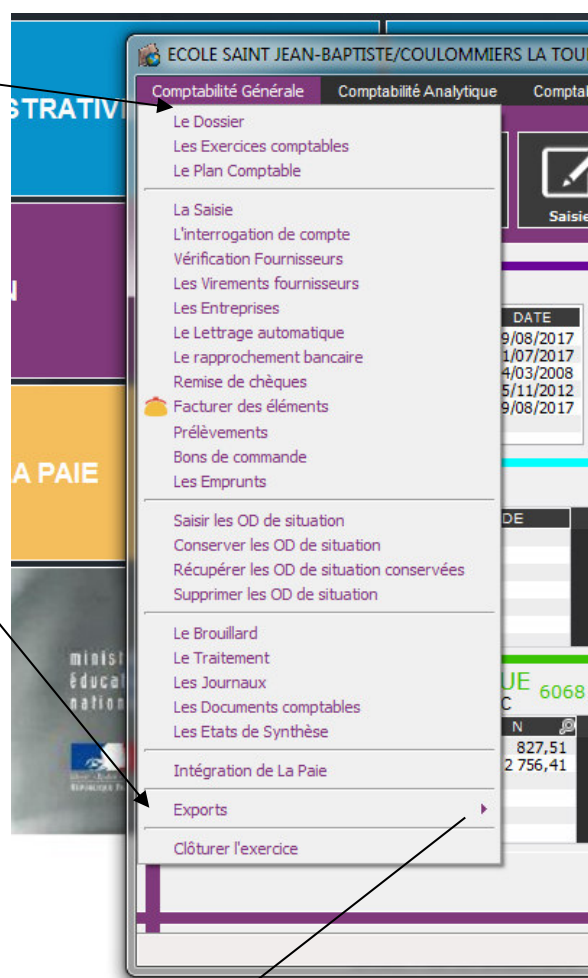 ECOLE SAINT JEAN-BAPTISTE/COULOMMIERS LA TOU
STRATIV
Comptabilité Générale Comptabilité Analytique Compta
Le Dossier
Les Exercices comptables
Le Plan Comptable
La Saisie
Saisie
L'interrogation de compte
Vérification Fournisseurs
Les Virements fournisseurs
Les Entreprises
DATE
Le Lettrage automatique
9/08/2017
Le rapprochement bancaire
1/07/2017
Remise de chèques
4/03/2008
Facturer des éléments
5/11/2012
9/08/2017
Prélèvements
Bons de commande
A PAIE
Les Emprunts
Saisir les OD de situation
DE
Conserver les OD de situation
Récupérer les OD de situation conservées
Supprimer les OD de situation
Le Brouillard
minist
Le Traitement
éducat
Les Journaux
UE 6068
nation
C
Les Documents comptables
Les Etats de Synthèse
N
827,51
2 756,41
Intégration de La Paie
Exports
Clôturer l'exercice